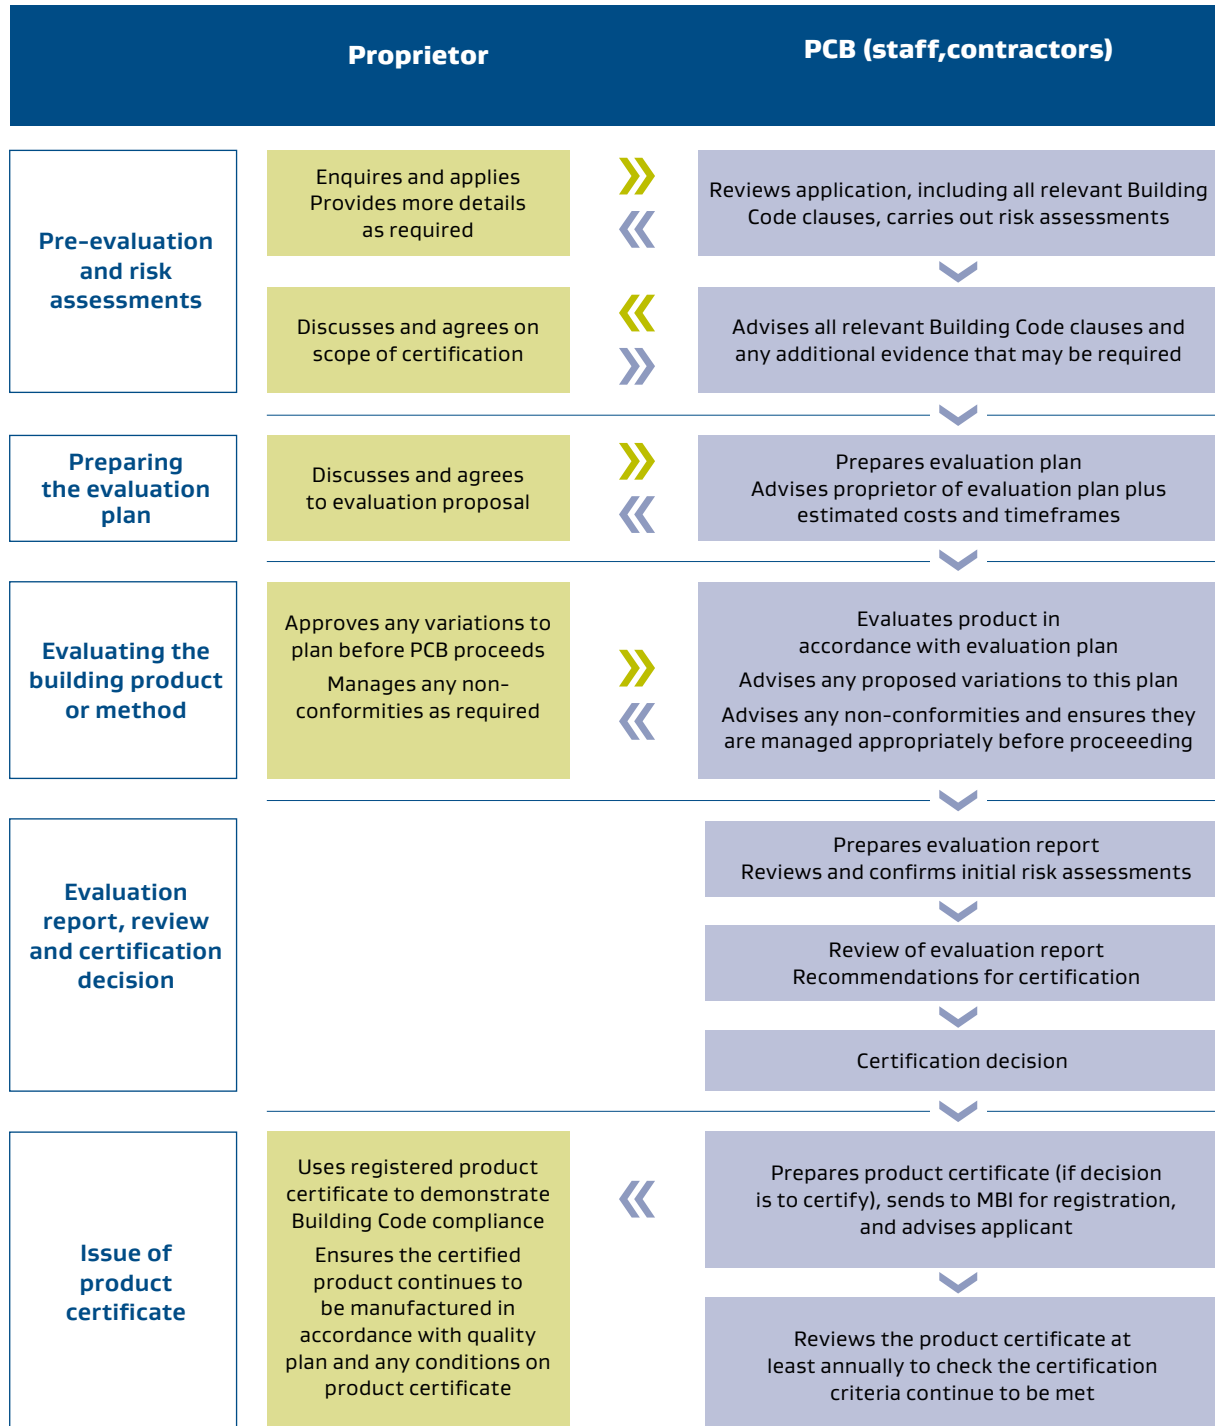 Proprietor
PCB (staff,contractors)
Pre-evaluation
and risk
assessments
Enquires and applies
Provides more details
as required
Reviews application, including all relevant Building
Code clauses, carries out risk assessments
Discusses and agrees on
scope of certification
Advises all relevant Building Code clauses and
any additional evidence that may be required
Preparing
the evaluation
plan
Discusses and agrees
to evaluation proposal
Prepares evaluation plan
Advises proprietor of evaluation plan plus
estimated costs and timeframes
Evaluating the
building product
or method
Approves any variations to
plan before PCB proceeds
Manages any non-
conformities as required
Evaluates product in
accordance with evaluation plan
Advises any proposed variations to this plan
Advises any non-conformities and ensures they
are managed appropriately before proceeeding
Evaluation
report, review
and certification
decision
Prepares evaluation report
Reviews and confirms initial risk assessments
Review of evaluation report
Recommendations for certification
Certification decision
Issue of
product
certificate
Uses registered product
certificate to demonstrate
Building Code compliance
Ensures the certified
product continues to
be manufactured in
accordance with quality
plan and any conditions on
product certificate
Prepares product certificate (if decision
is to certify), sends to MBI for registration,
and advises applicant
Reviews the product certificate at
least annually to check the certification
criteria continue to be met